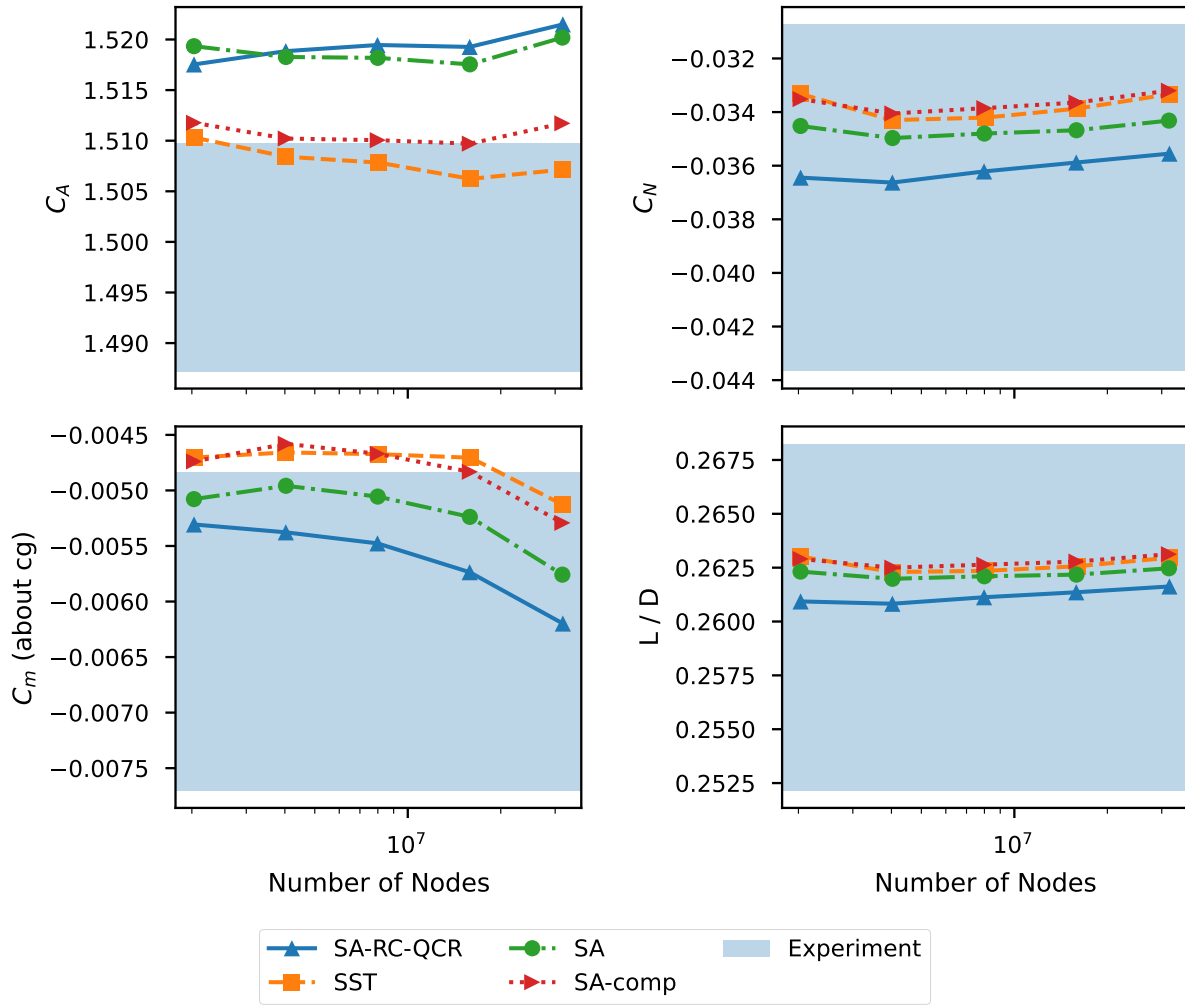 1.520
1.515
1.510
1.505
1.500
1.495
1.490
C_A
−0.032
−0.034
−0.036
−0.038
−0.040
−0.042
−0.044
C_N
−0.0045
−0.0050
−0.0055
−0.0060
−0.0065
−0.0070
−0.0075
C_m (about cg)
10^7
Number of Nodes
0.2675
0.2650
0.2625
0.2600
0.2575
0.2550
0.2525
L / D
10^7
Number of Nodes
SA-RC-QCR
SST
SA
SA-comp
Experiment